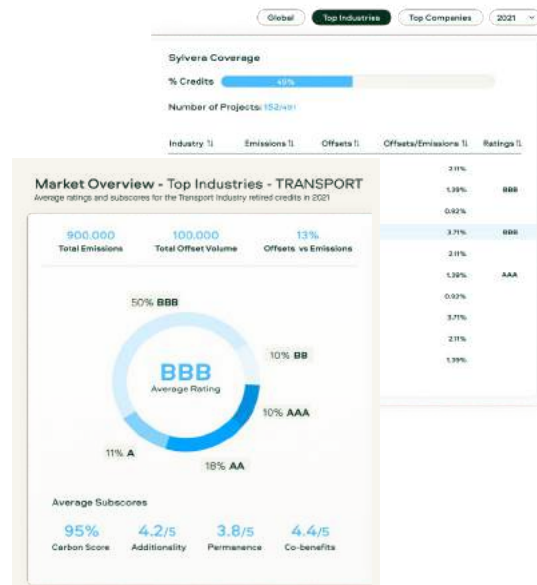 Global Top Industries Top Companies 2021
Sylvera Coverage
% Credits 49%
Number of Projects: 152/491
Industry Emissions Offsets Offsets/Emissions Ratings
2.11%
1.39% BBB
0.92%
3.71% BBB
2.11%
1.39% AAA
0.92%
3.71%
2.11%
1.39%
Market Overview - Top Industries - TRANSPORT
Average ratings and subscores for the Transport Industry retired credits in 2021
900.000 100.000 13%
Total Emissions Total Offset Volume Offsets vs Emissions
50% BBB
10% BB
BBB
Average Rating
10% AAA
11% A
18% AA
Average Subscores
95% 4.2/5 3.8/5 4.4/5
Carbon Score Additionality Permanence Co-benefits